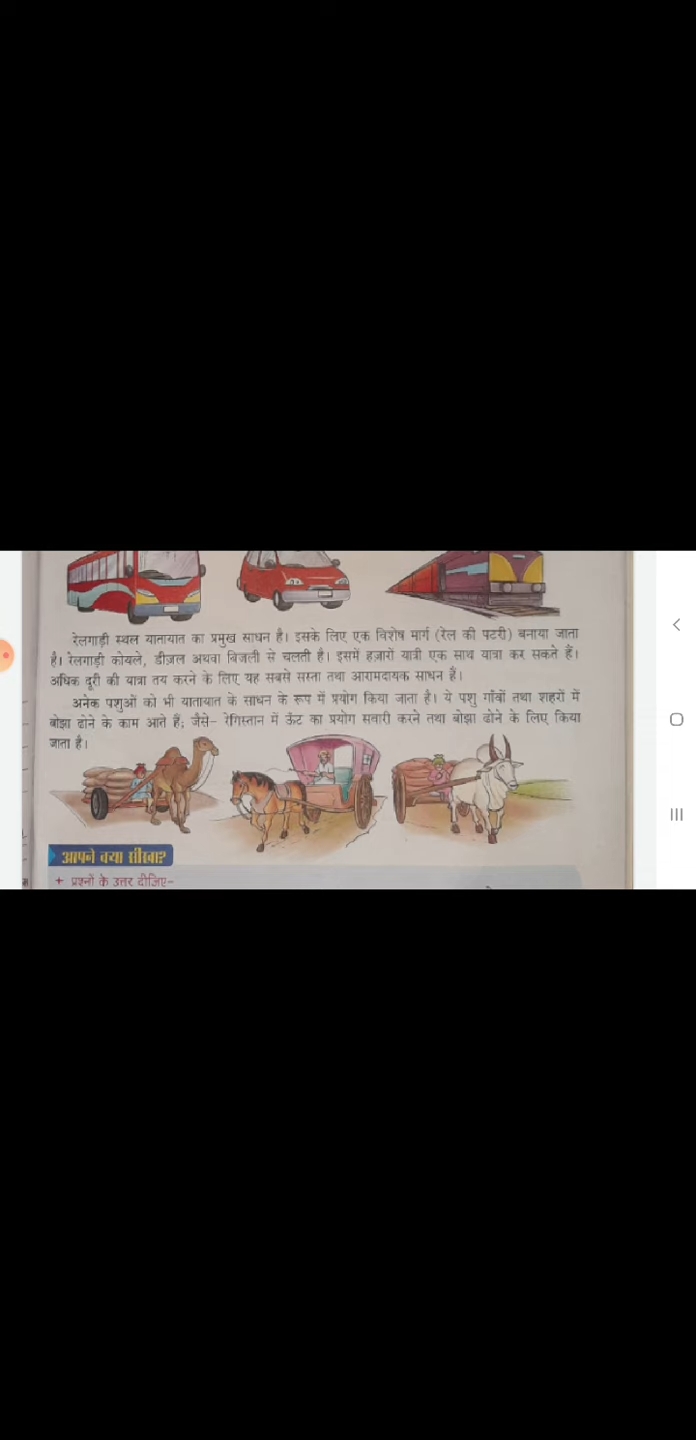 रेलगाड़ी स्थल यातायात का प्रमुख साधन है। इसके लिए एक विशेष मार्ग (रेल की पटरी) बनाया जाता
है। रेलगाड़ी कोयले, डीज़ल अथवा बिजली से चलती है। इसमें हज़ारों यात्री एक साथ यात्रा कर सकते हैं।
अधिक दूरी की यात्रा तय करने के लिए यह सबसे सस्ता तथा आरामदायक साधन हैं।
अनेक पशुओं को भी यातायात के साधन के रूप में प्रयोग किया जाता है। ये पशु गाँवों तथा शहरों में
बोझा ढोने के काम आते हैं; जैसे- रेगिस्तान में ऊँट का प्रयोग सवारी करने तथा बोझा ढोने के लिए किया
जाता है।
आपने क्या सीखा?
+ प्रश्नों के उत्तर दीजिए-